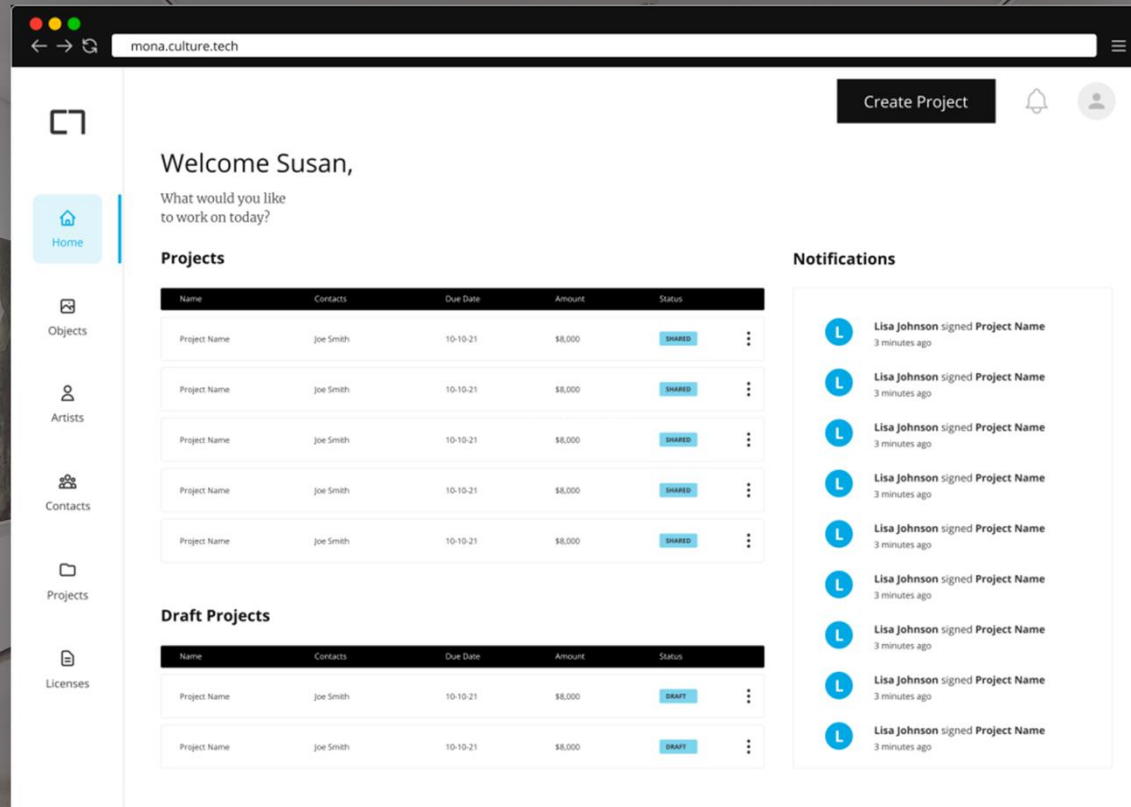 mona.culture.tech
Create Project
Welcome Susan,
What would you like
to work on today?
Home
Objects
Artists
Contacts
Projects
Licenses
Projects
Name Contacts Due Date Amount Status
Project Name Joe Smith 10-10-21 $8,000 SHARED
Project Name Joe Smith 10-10-21 $8,000 SHARED
Project Name Joe Smith 10-10-21 $8,000 SHARED
Project Name Joe Smith 10-10-21 $8,000 SHARED
Project Name Joe Smith 10-10-21 $8,000 SHARED
Draft Projects
Name Contacts Due Date Amount Status
Project Name Joe Smith 10-10-21 $8,000 DRAFT
Project Name Joe Smith 10-10-21 $8,000 DRAFT
Notifications
L Lisa Johnson signed Project Name
3 minutes ago
L Lisa Johnson signed Project Name
3 minutes ago
L Lisa Johnson signed Project Name
3 minutes ago
L Lisa Johnson signed Project Name
3 minutes ago
L Lisa Johnson signed Project Name
3 minutes ago
L Lisa Johnson signed Project Name
3 minutes ago
L Lisa Johnson signed Project Name
3 minutes ago
L Lisa Johnson signed Project Name
3 minutes ago
L Lisa Johnson signed Project Name
3 minutes ago